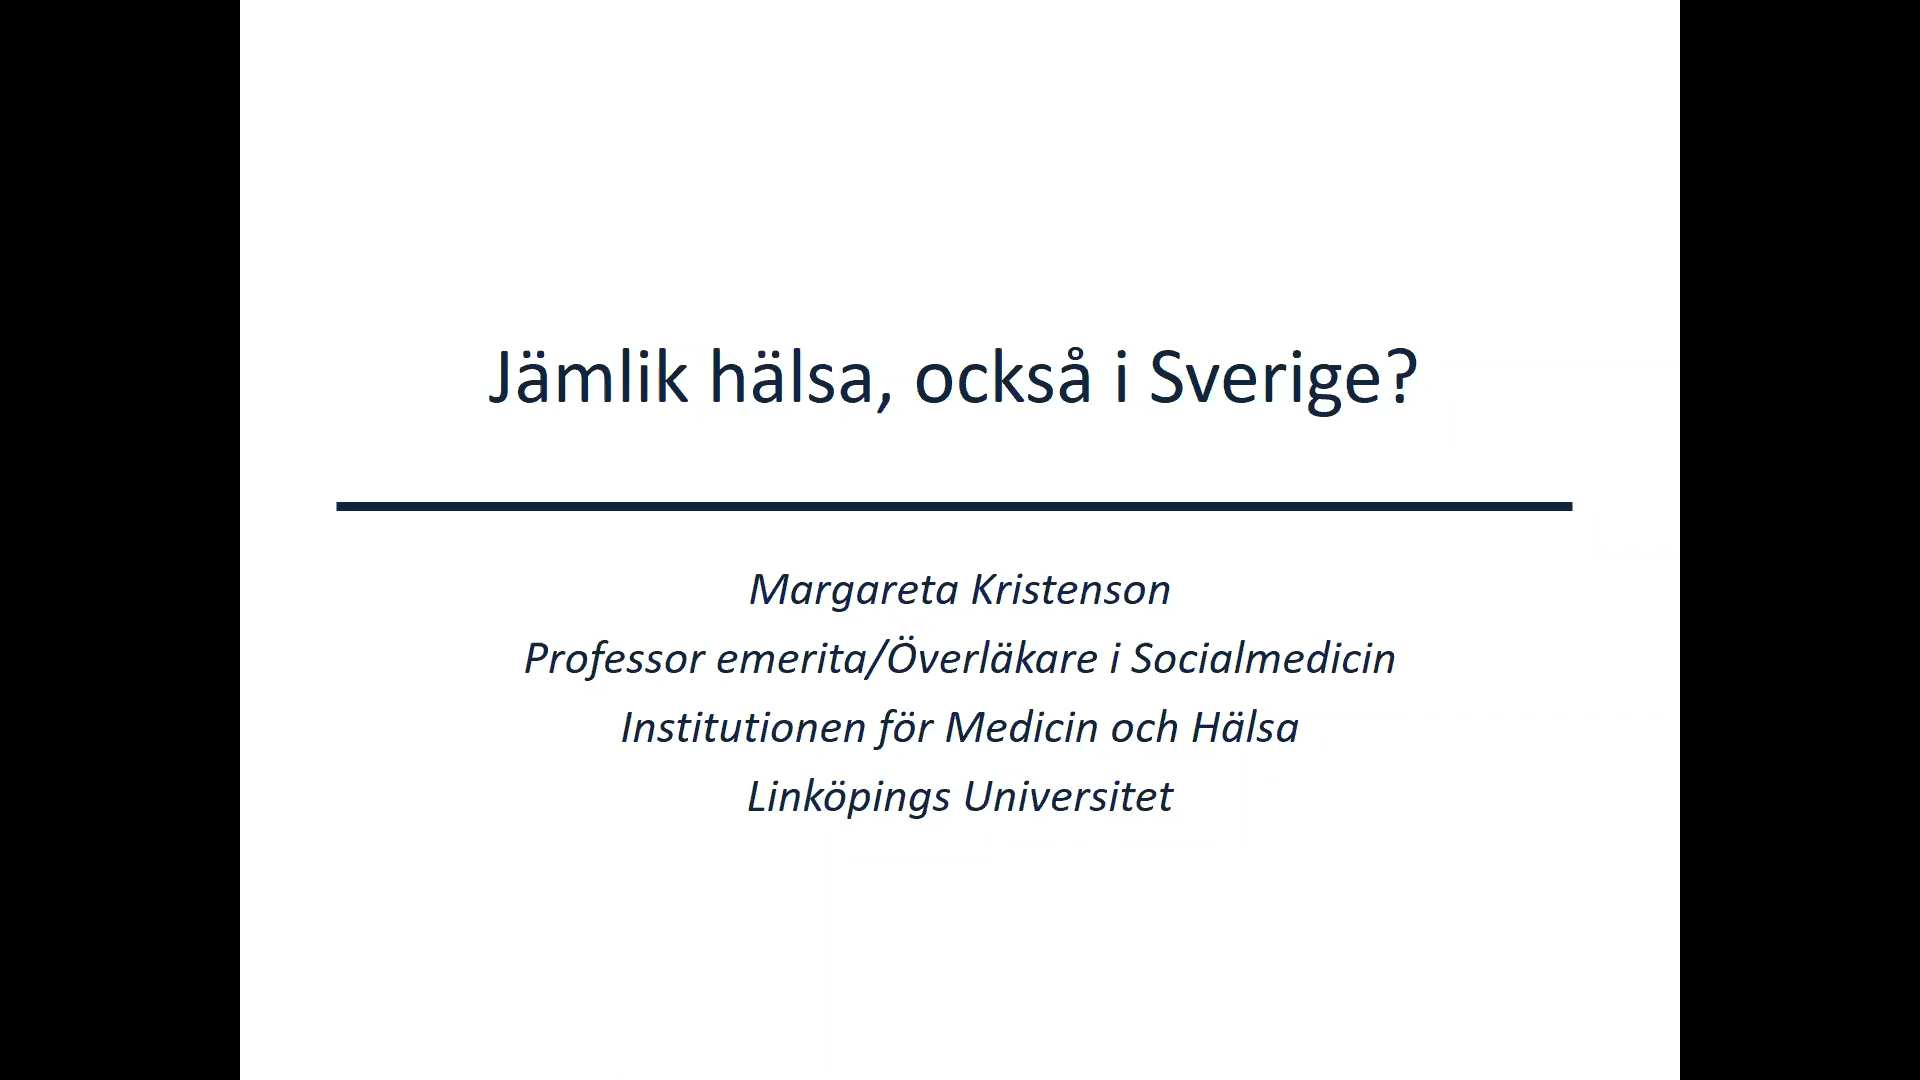 Jämlik hälsa, också i Sverige?
Margareta Kristenson
Professor emerita/Överläkare i Socialmedicin
Institutionen för Medicin och Hälsa
Linköpings Universitet